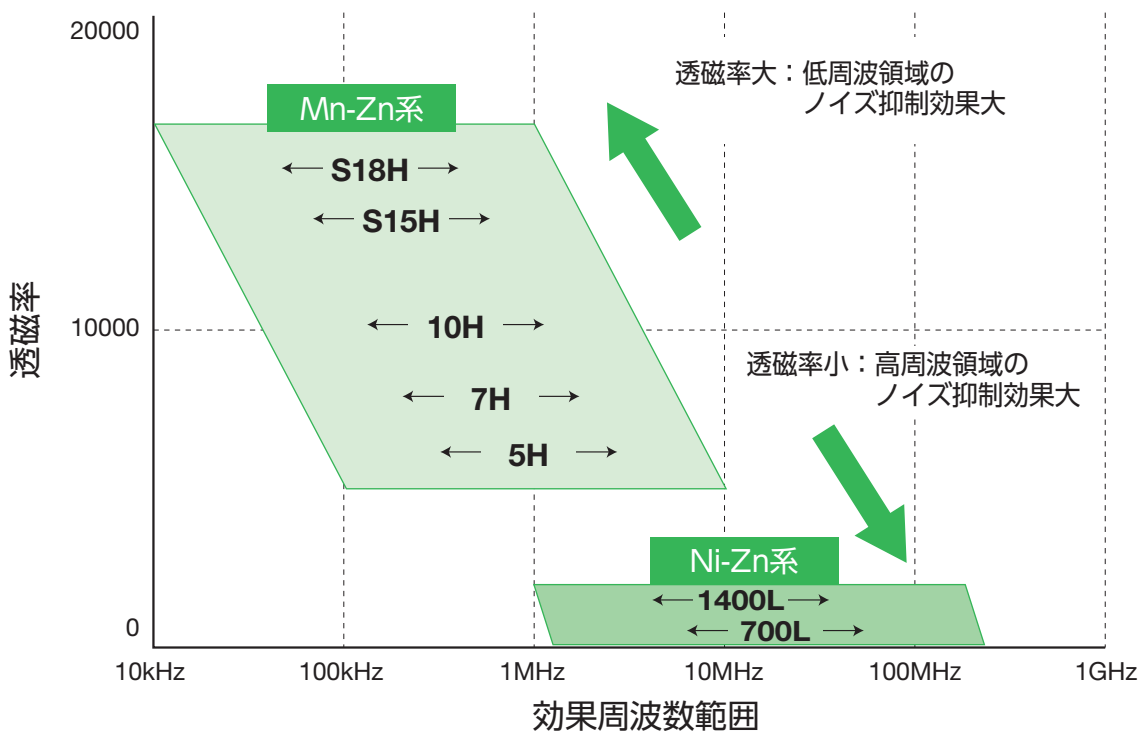 20000
透磁率大：低周波領域の
ノイズ抑制効果大
Mn-Zn系
S18H
S15H
透磁率
10000
10H
透磁率小：高周波領域の
ノイズ抑制効果大
7H
5H
Ni-Zn系
1400L
700L
0
10kHz 100kHz 1MHz 10MHz 100MHz 1GHz
効果周波数範囲